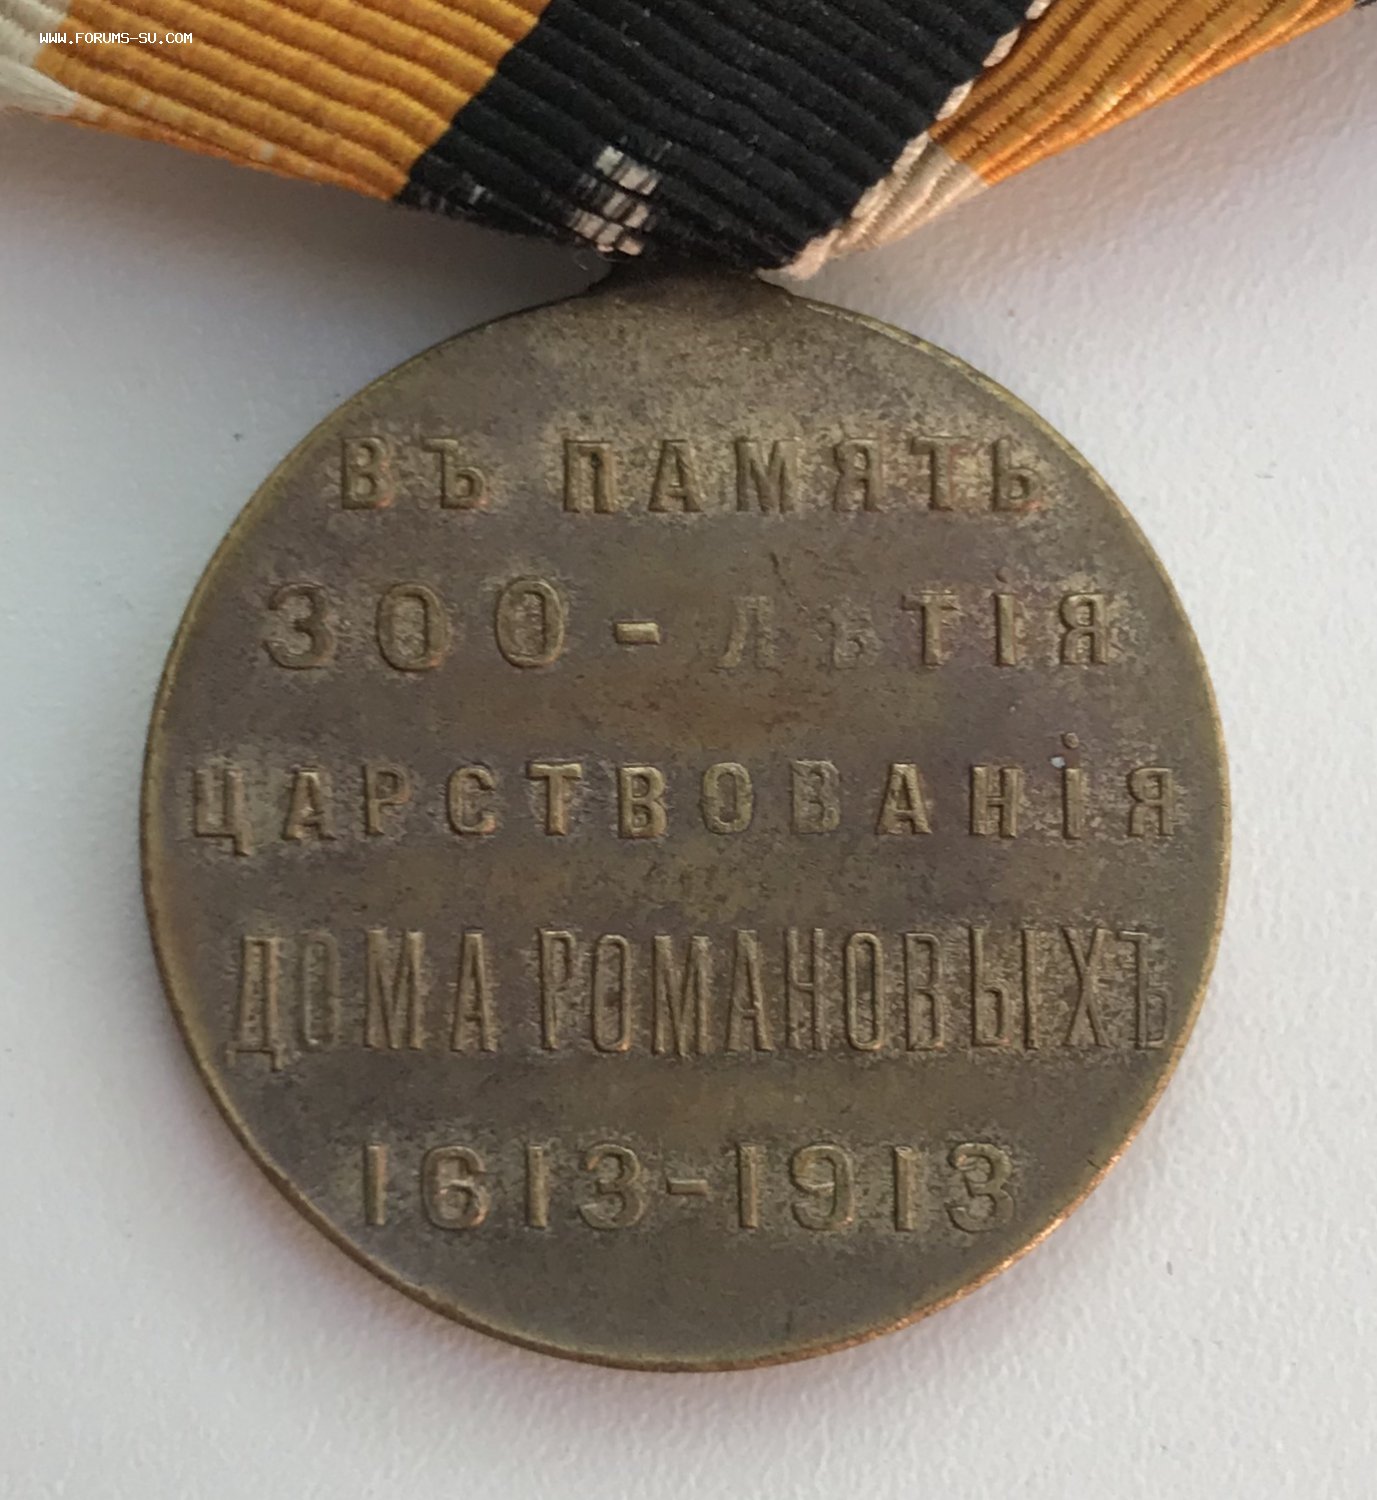 WWW.FORUMS-SU.COM
ВЪ ПАМЯТЬ
300-ЛѢТІЯ
ЦАРСТВОВАНІЯ
ДОМА РОМАНОВЫХЪ
1613-1913